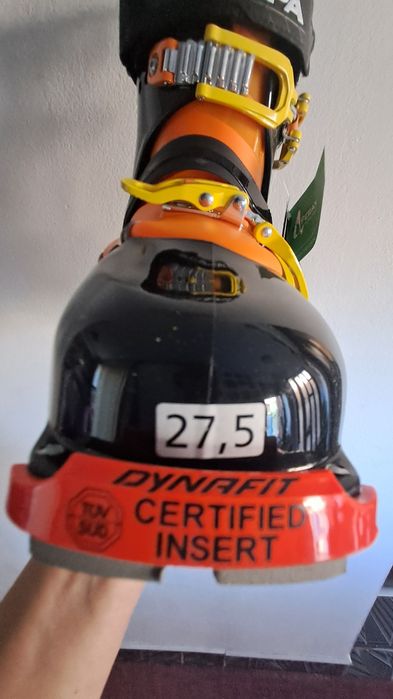 27,5
DYNAFIT
TÜV
SÜD
CERTIFIED
INSERT